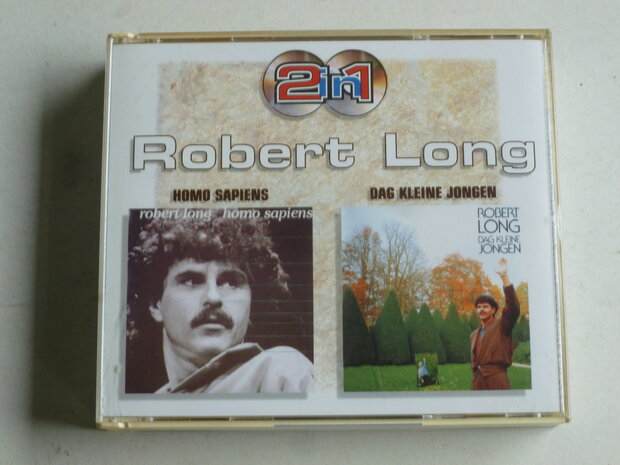 2in1
Robert Long
HOMO SAPIENS
DAG KLEINE JONGEN
robert long homo sapiens
ROBERT
LONG
DAG KLEINE
JONGEN